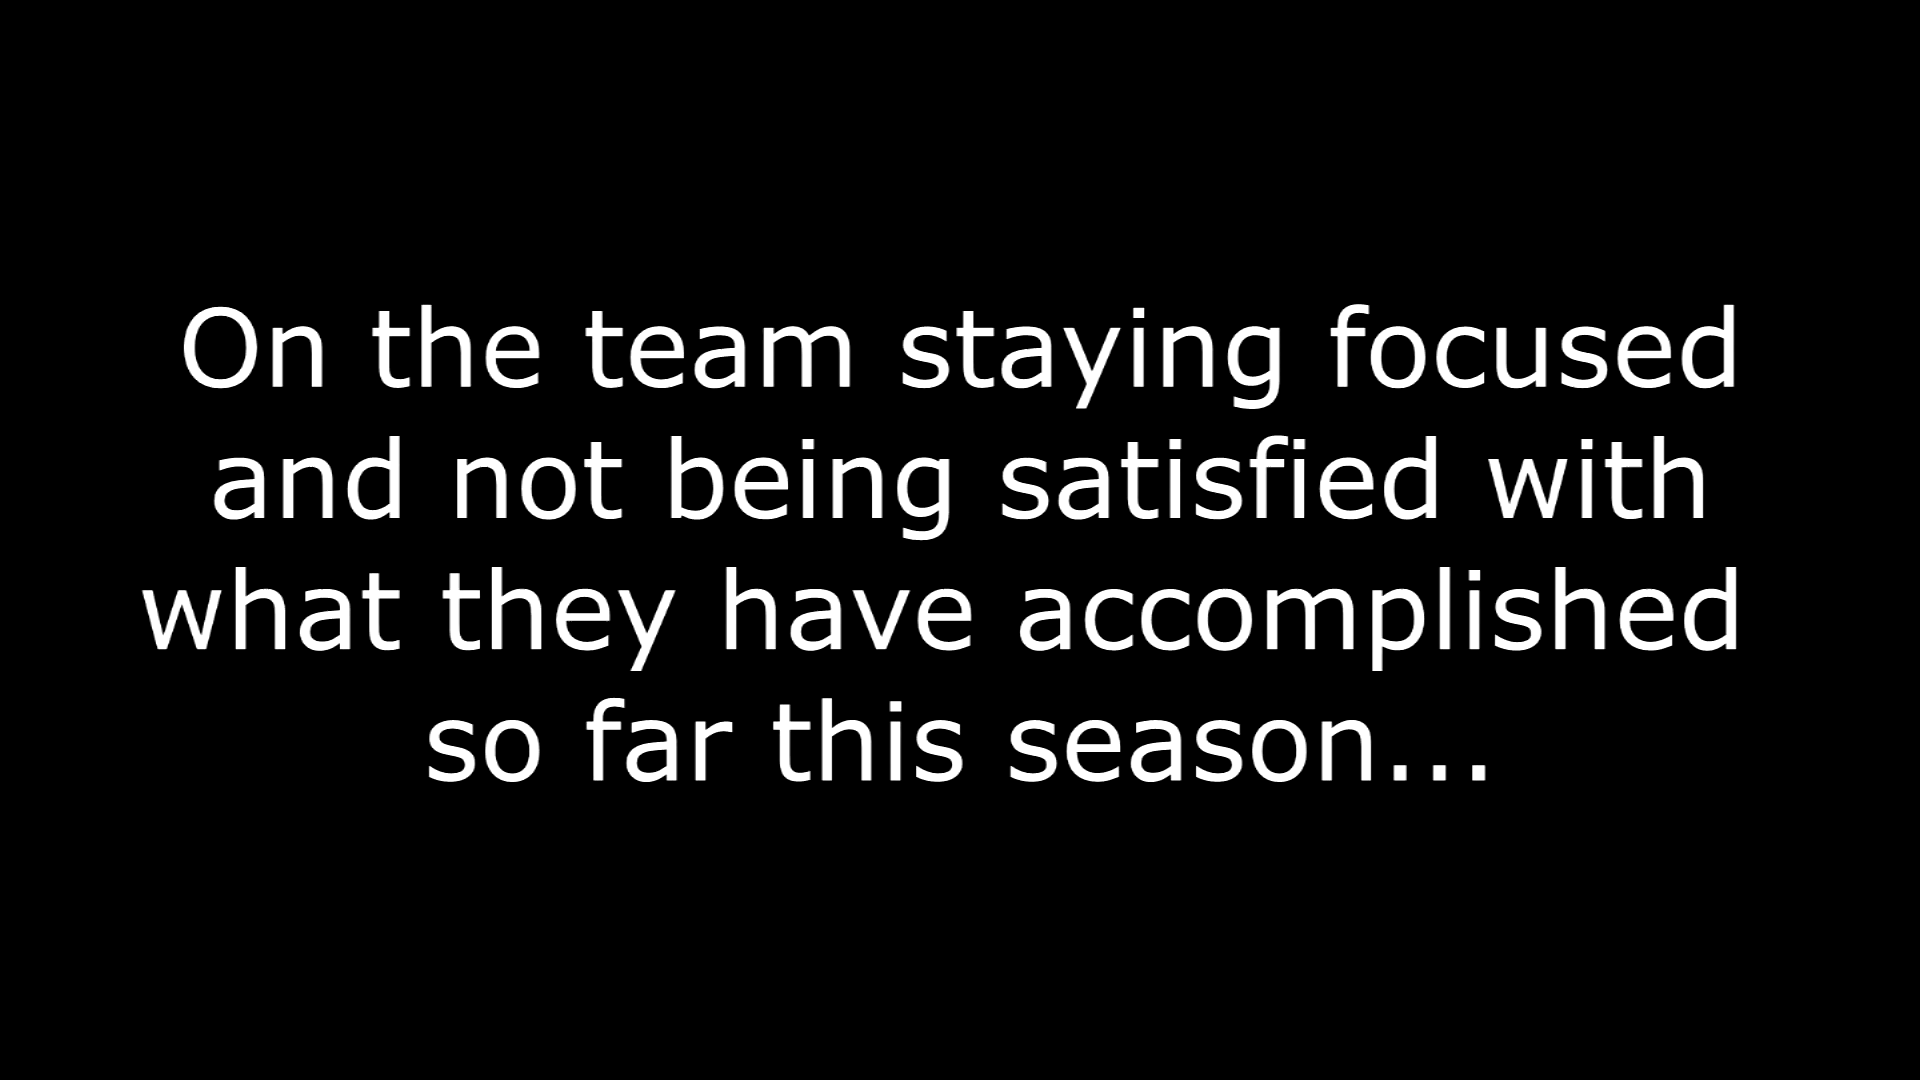 On the team staying focused
and not being satisfied with
what they have accomplished
so far this season...